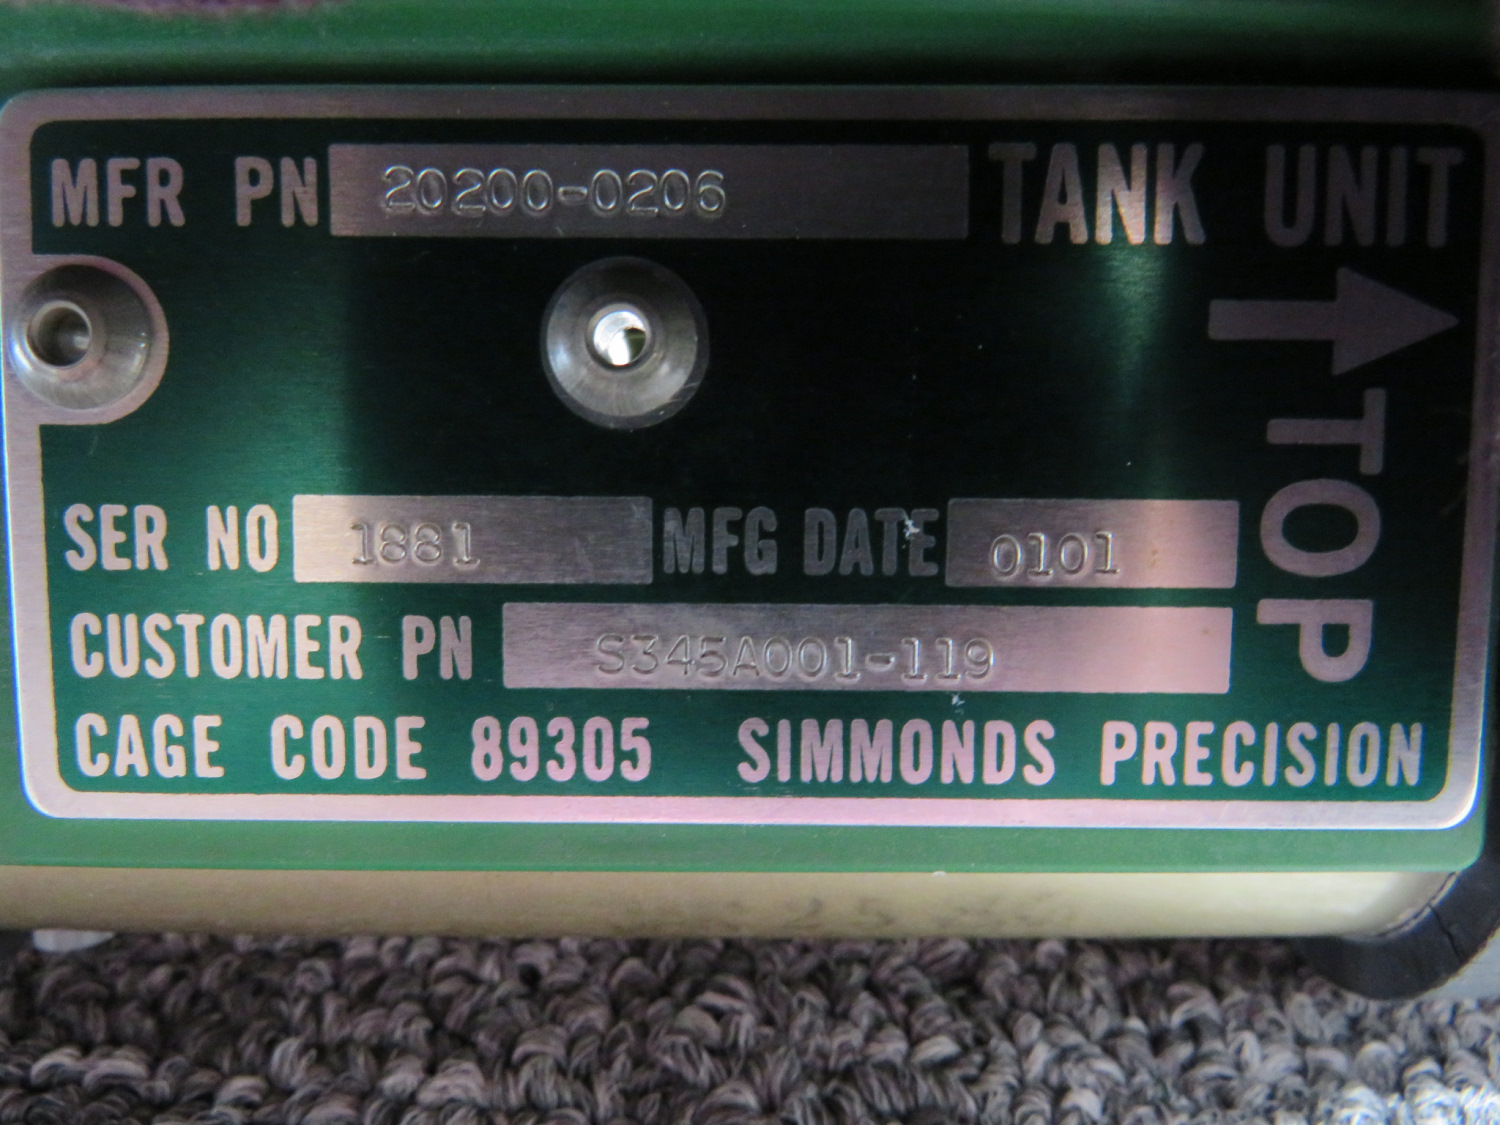 MFR PN 20200-0206 TANK UNIT
TOP
SER NO 1881 MFG DATE 0101
CUSTOMER PN S345A001-119
CAGE CODE 89305 SIMMONDS PRECISION